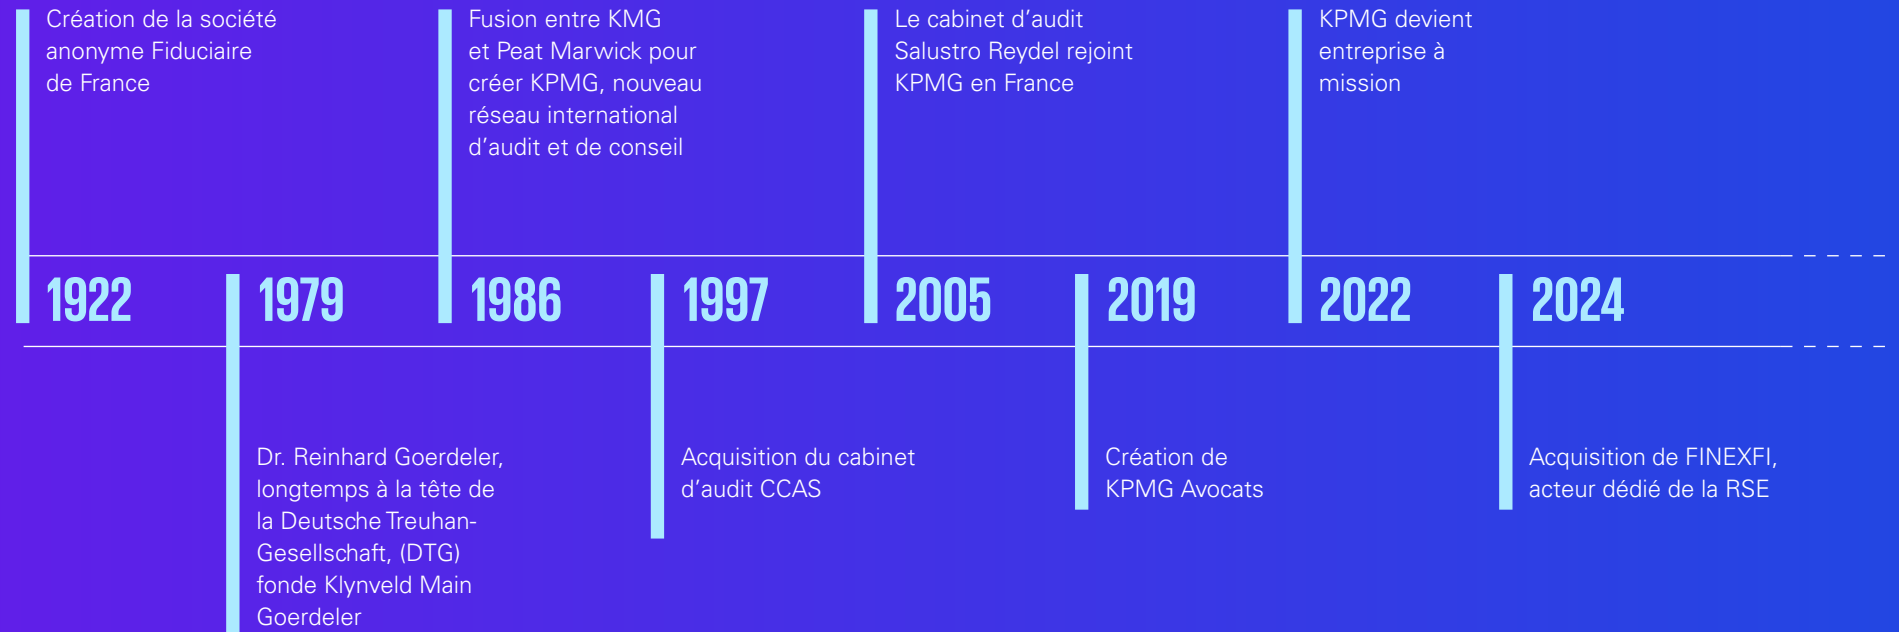 Création de la société
anonyme Fiduciaire
de France
Fusion entre KMG
et Peat Marwick pour
créer KPMG, nouveau
réseau international
d’audit et de conseil
Le cabinet d’audit
Salustro Reydel rejoint
KPMG en France
KPMG devient
entreprise à
mission
1922
1979
1986
1997
2005
2019
2022
2024
Dr. Reinhard Goerdeler,
longtemps à la tête de
la Deutsche Treuhan-
Gesellschaft, (DTG)
fonde Klynveld Main
Goerdeler
Acquisition du cabinet
d’audit CCAS
Création de
KPMG Avocats
Acquisition de FINEXFI,
acteur dédié de la RSE